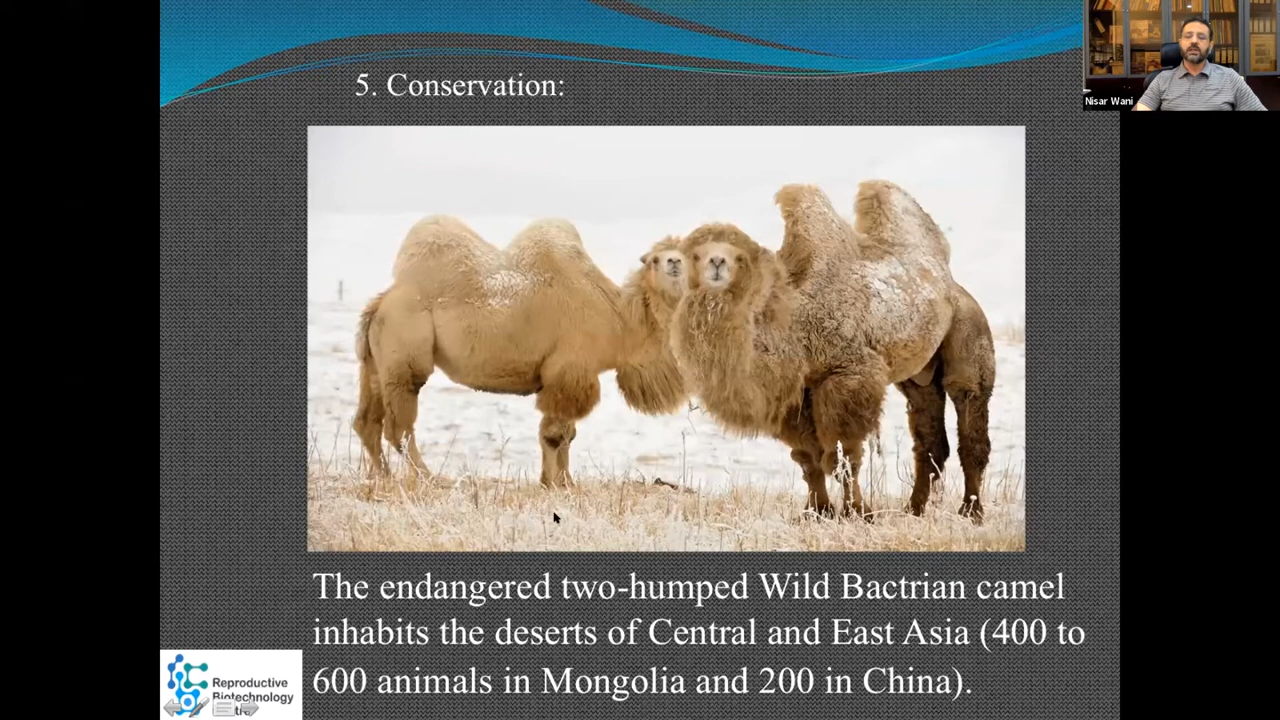 5. Conservation:
Nisar Wani
The endangered two-humped Wild Bactrian camel
inhabits the deserts of Central and East Asia (400 to
600 animals in Mongolia and 200 in China).
Reproductive
Biotechnology